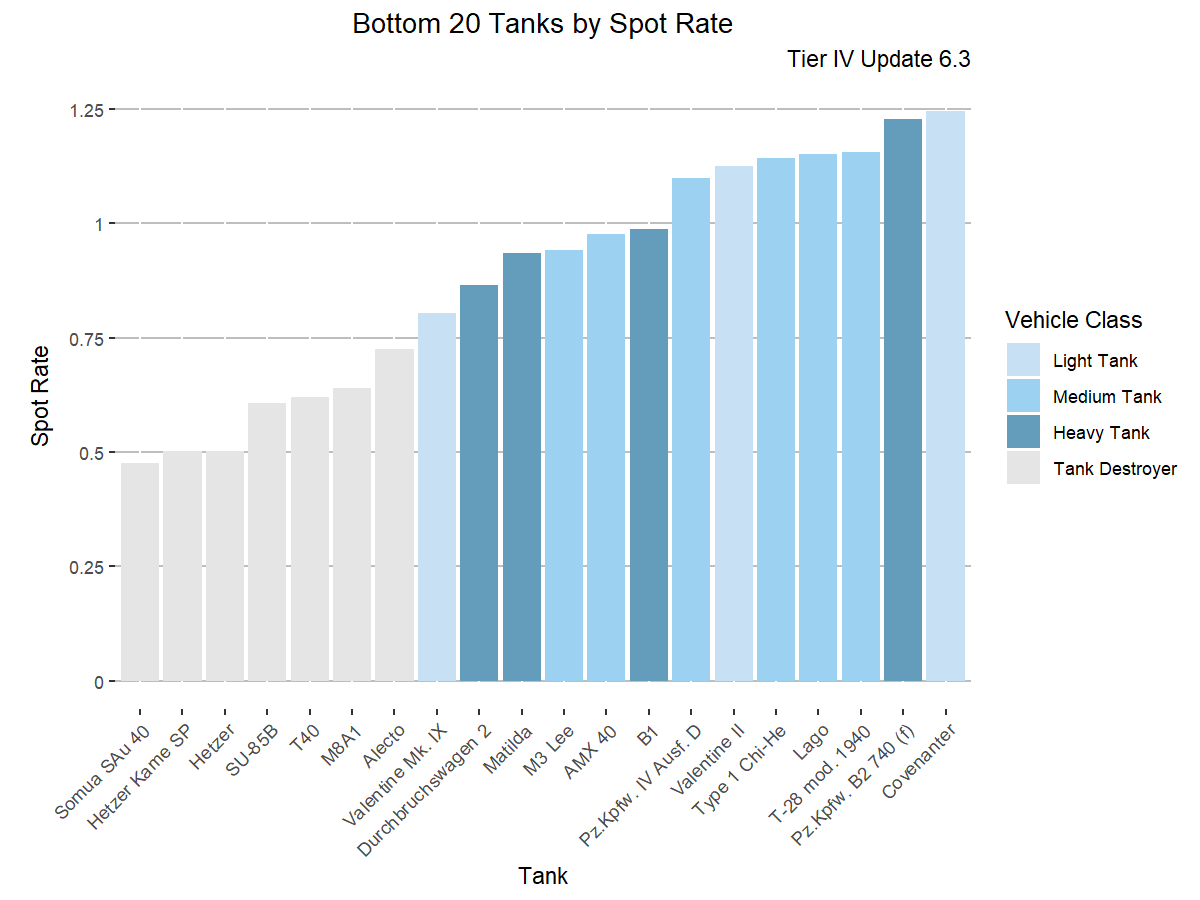 Bottom 20 Tanks by Spot Rate
Tier IV Update 6.3
1.25
1
0.75
0.5
0.25
0
Spot Rate
Somua SAu 40
Hetzer Kame SP
Hetzer
SU-85B
T40
M8A1
Alecto
Valentine Mk. IX
Durchbruchswagen 2
Matilda
M3 Lee
AMX 40
B1
Pz.Kpfw. IV Ausf. D
Valentine II
Type 1 Chi-He
Lago
T-28 mod. 1940
Pz.Kpfw. B2 740 (f)
Covenanter
Tank
Vehicle Class
Light Tank
Medium Tank
Heavy Tank
Tank Destroyer